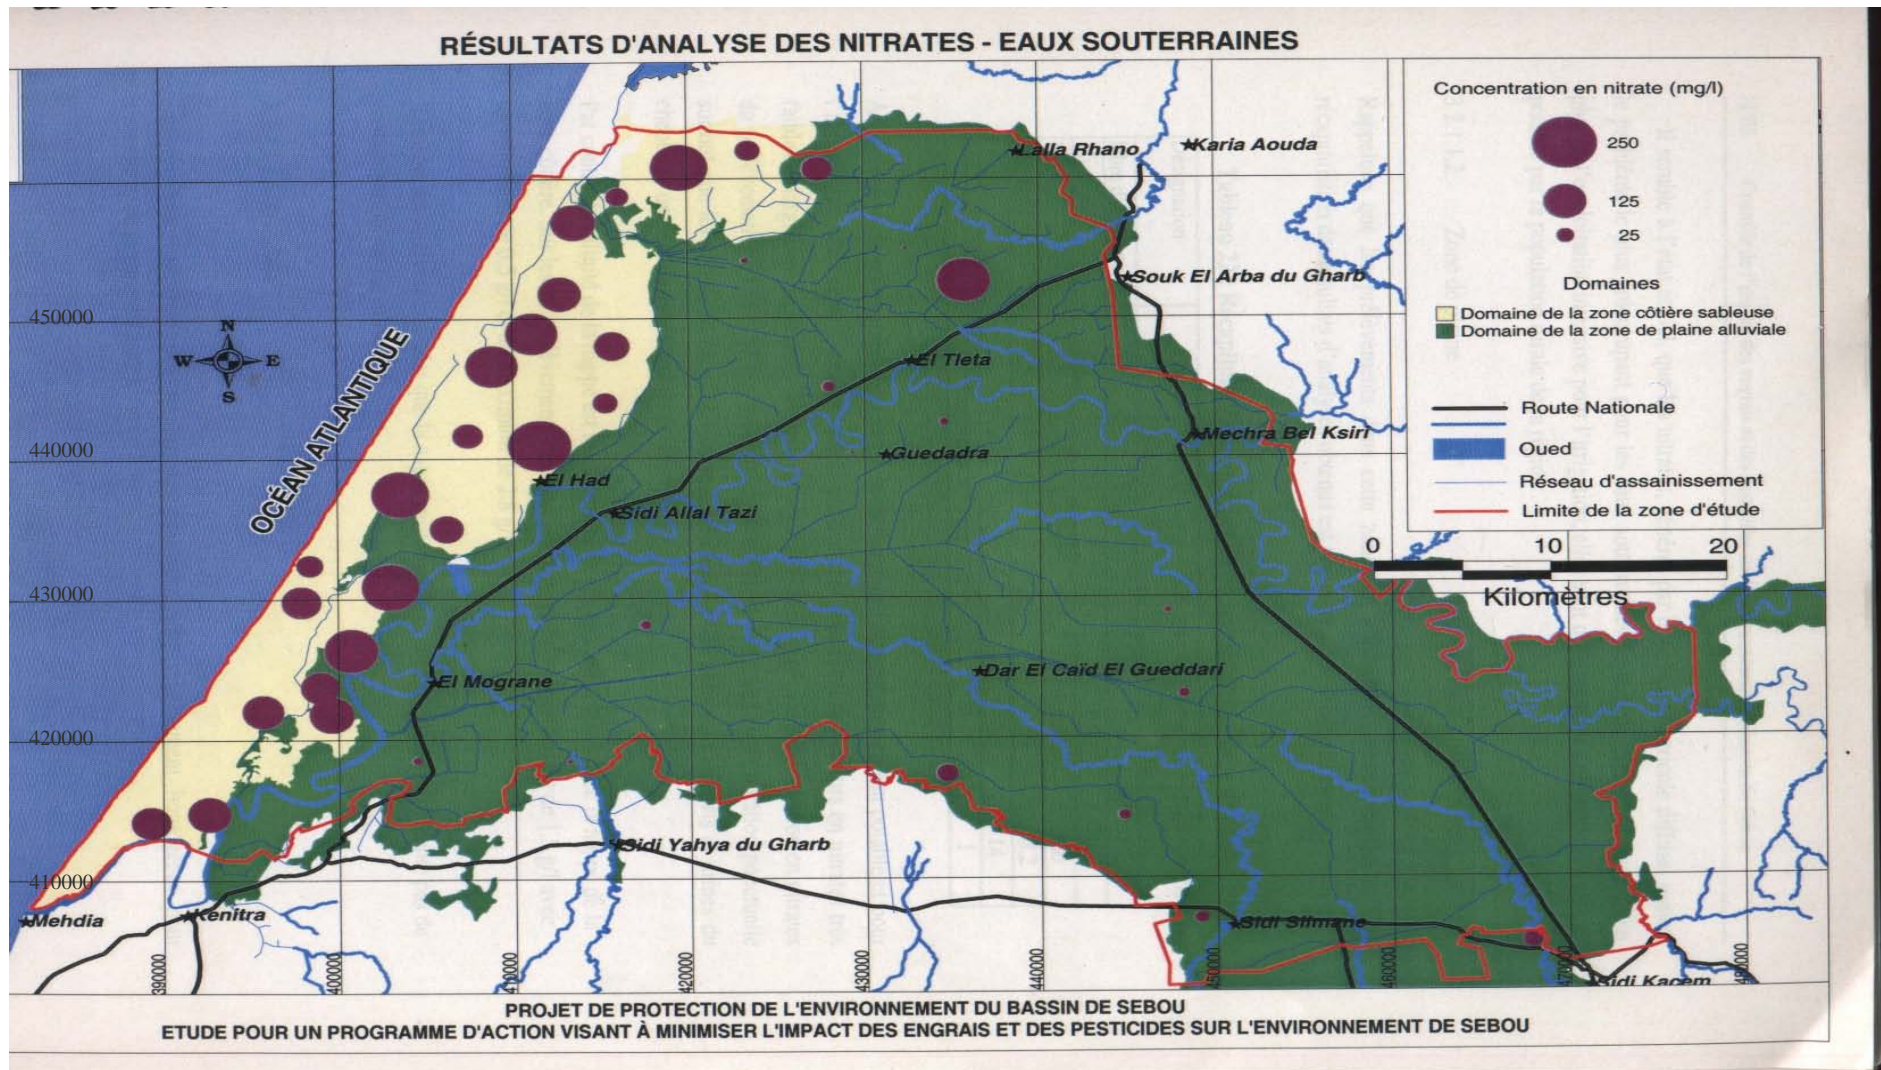 RÉSULTATS D'ANALYSE DES NITRATES - EAUX SOUTERRAINES
Concentration en nitrate (mg/l)
250
125
25
Domaines
Domaine de la zone côtière sableuse
Domaine de la zone de plaine alluviale
Route Nationale
Oued
Réseau d'assainissement
Limite de la zone d'étude
0 10 20
Kilomètres
Lalla Rhano
Karia Aouda
Souk El Arba du Gharb
450000
N
W E
S
OCÉAN ATLANTIQUE
El Tleta
Mechra Bel Ksiri
440000
Guedadra
El Had
Sidi Allal Tazi
430000
Dar El Caïd El Gueddari
El Mograne
420000
Sidi Yahya du Gharb
410000
Mehdia
Kenitra
Sidi Slimane
Sidi Kacem
390000 400000 410000 420000 430000 440000 450000 460000 470000 480000
PROJET DE PROTECTION DE L'ENVIRONNEMENT DU BASSIN DE SEBOU
ETUDE POUR UN PROGRAMME D'ACTION VISANT À MINIMISER L'IMPACT DES ENGRAIS ET DES PESTICIDES SUR L'ENVIRONNEMENT DE SEBOU